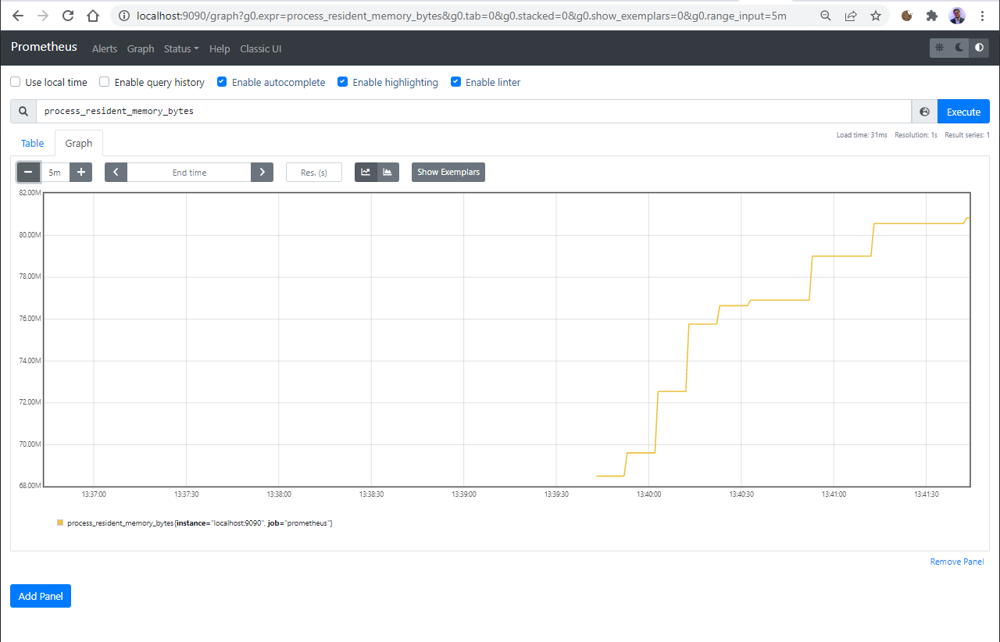 localhost:9090/graph?g0.expr=process_resident_memory_bytes&g0.tab=0&g0.stacked=0&g0.show_exemplars=0&g0.range_input=5m
Prometheus Alerts Graph Status Help Classic UI
Use local time Enable query history Enable autocomplete Enable highlighting Enable linter
process_resident_memory_bytes Execute
Load time: 31ms Resolution: 1s Result series: 1
Table Graph
5m End time Res. (s) Show Exemplars
82.00M
80.00M
78.00M
76.00M
74.00M
72.00M
70.00M
68.00M
13:37:00 13:37:30 13:38:00 13:38:30 13:39:00 13:39:30 13:40:00 13:40:30 13:41:00 13:41:30
process_resident_memory_bytes{instance="localhost:9090", job="prometheus"}
Remove Panel
Add Panel